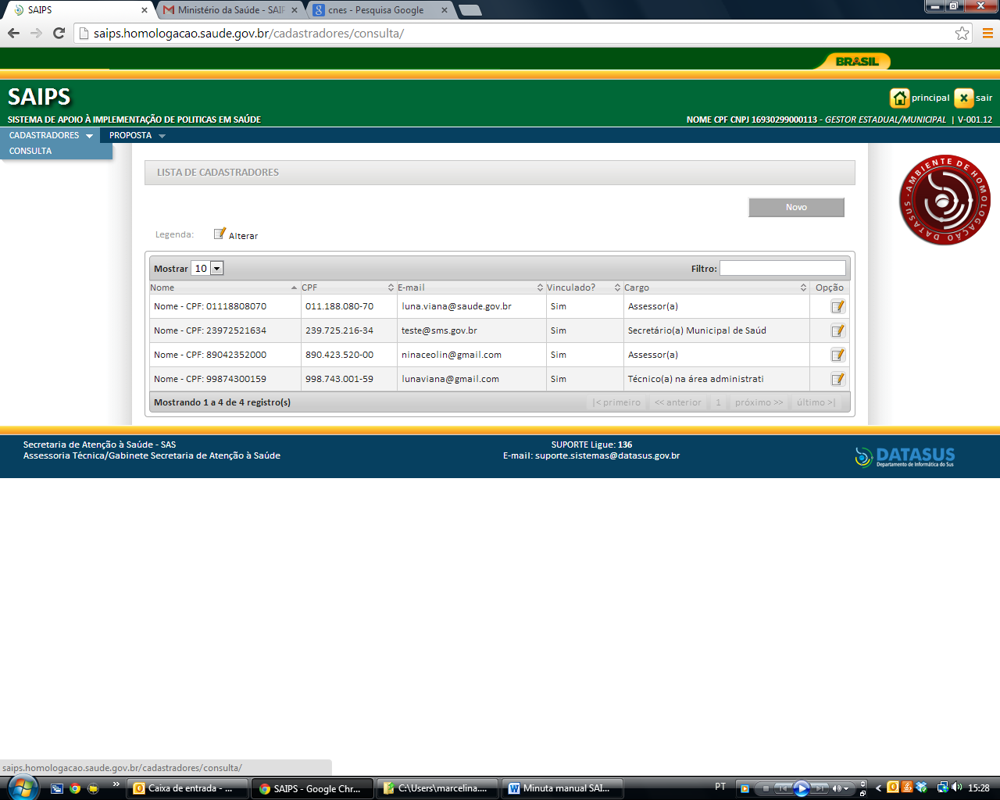 SAIPS
Ministério da Saúde - SAIP
cnes - Pesquisa Google
saips.homologacao.saude.gov.br/cadastradores/consulta/
BRASIL
SAIPS
principal
sair
SISTEMA DE APOIO À IMPLEMENTAÇÃO DE POLITICAS EM SAÚDE
NOME CPF CNPJ 16930299000113 - GESTOR ESTADUAL/MUNICIPAL | V-001.12
CADASTRADORES
PROPOSTA
CONSULTA
AMBIENTE DE HOMOLOGAÇÃO DATASUS
LISTA DE CADASTRADORES
Novo
Legenda: Alterar
Mostrar 10
Filtro:
Nome CPF E-mail Vinculado? Cargo Opção
Nome - CPF: 01118808070 011.188.080-70 luna.viana@saude.gov.br Sim Assessor(a)
Nome - CPF: 23972521634 239.725.216-34 teste@sms.gov.br Sim Secretário(a) Municipal de Saúd
Nome - CPF: 89042352000 890.423.520-00 ninaceolin@gmail.com Sim Assessor(a)
Nome - CPF: 99874300159 998.743.001-59 lunaviana@gmail.com Sim Técnico(a) na área administrati
Mostrando 1 a 4 de 4 registro(s)
|< primeiro << anterior 1 próximo >> último >|
Secretaria de Atenção à Saúde - SAS
Assessoria Técnica/Gabinete Secretaria de Atenção à Saúde
SUPORTE Ligue: 136
E-mail: suporte.sistemas@datasus.gov.br
DATASUS
Departamento de Informática do Sus
saips.homologacao.saude.gov.br/cadastradores/consulta/
Caixa de entrada - ...
SAIPS - Google Chr...
C:\Users\marcelina....
Minuta manual SAI...
PT
15:28